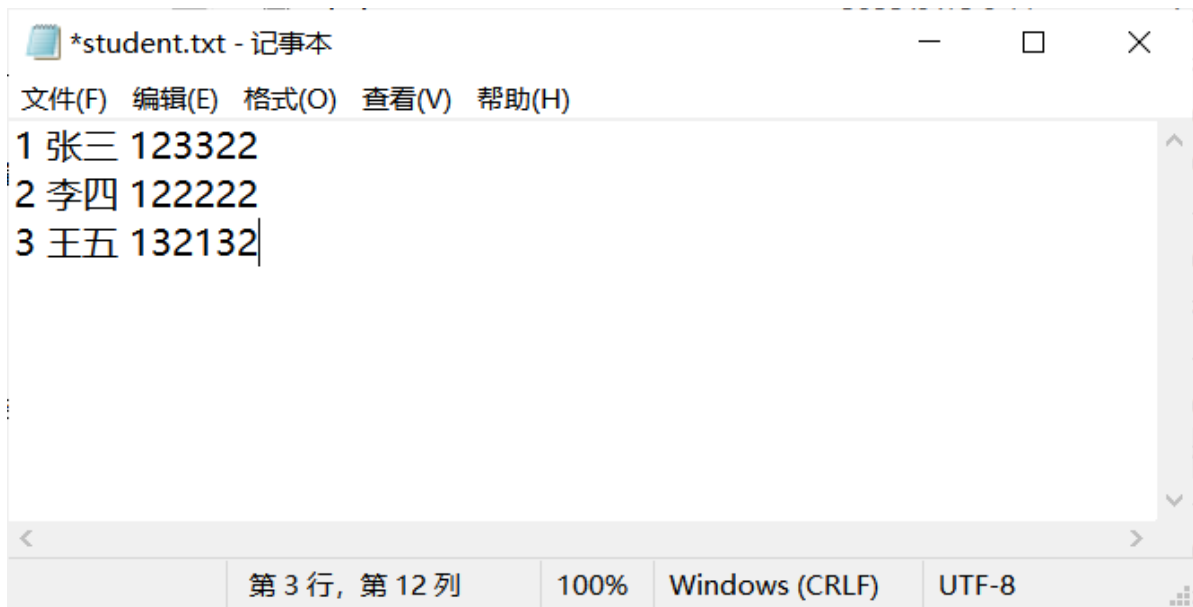 *student.txt - 记事本
文件(F) 编辑(E) 格式(O) 查看(V) 帮助(H)
1 张三 123322
2 李四 122222
3 王五 132132
第 3 行，第 12 列 100% Windows (CRLF) UTF-8